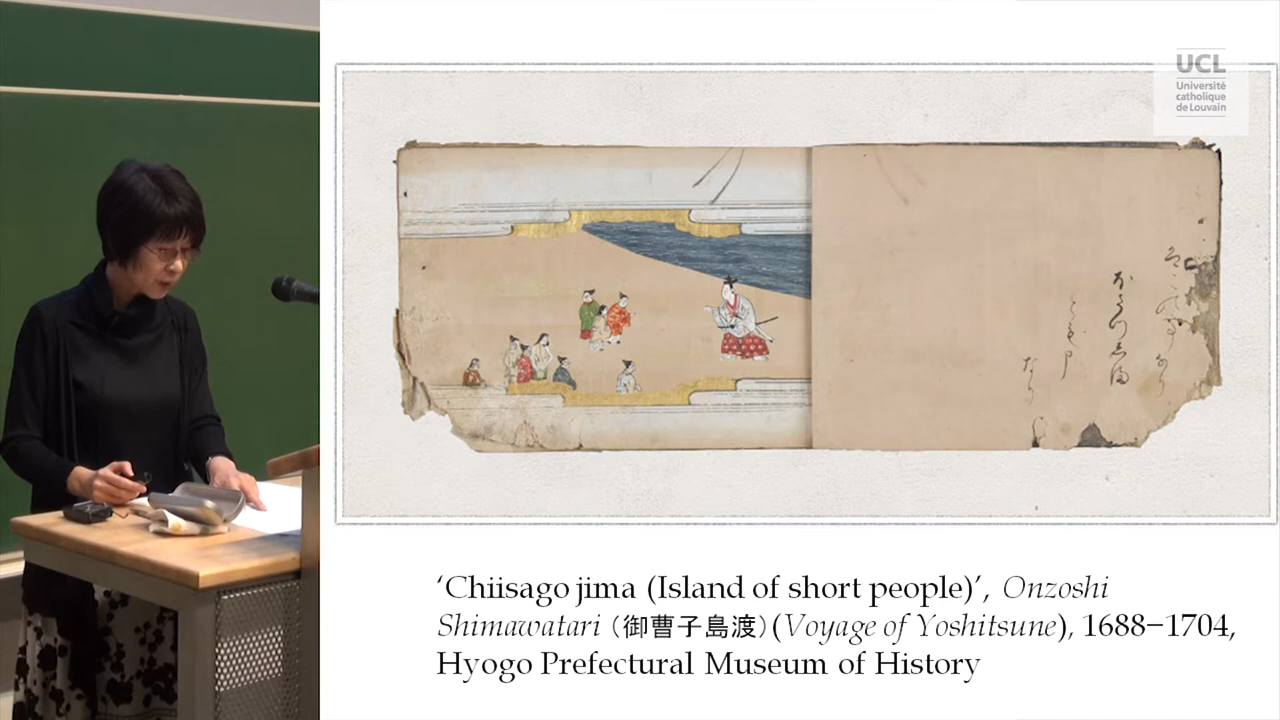 UCL
Université
catholique
de Louvain
‘Chiisago jima (Island of short people)’, Onzoshi
Shimawatari（御曹子島渡）(Voyage of Yoshitsune), 1688–1704,
Hyogo Prefectural Museum of History